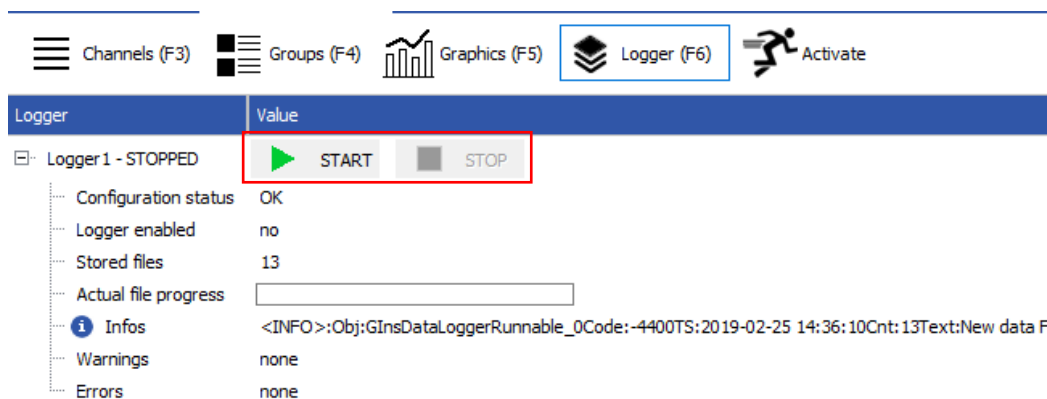 Channels (F3) Groups (F4) Graphics (F5) Logger (F6) Activate
Logger Value
Logger1 - STOPPED START STOP
Configuration status OK
Logger enabled no
Stored files 13
Actual file progress
Infos <INFO>:Obj:GInsDataLoggerRunnable_0Code:-4400TS:2019-02-25 14:36:10Cnt:13Text:New data F
Warnings none
Errors none